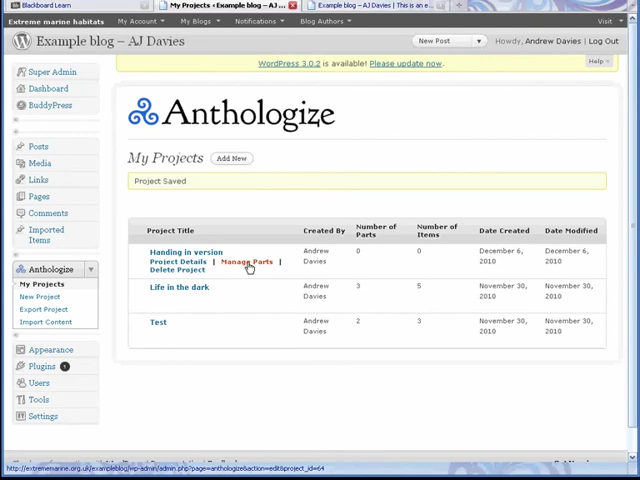 Blackboard Learn
My Projects ‹ Example blog — AJ ...
Example blog – AJ Davies | This is an e...
Extreme marine habitats
My Account
My Blogs
Notifications
Blog Authors
Visit
Example blog – AJ Davies
New Post
Howdy, Andrew Davies | Log Out
WordPress 3.0.2 is available! Please update now.
Help
Super Admin
Dashboard
BuddyPress
Posts
Media
Links
Pages
Comments
Imported
Items
Anthologize
My Projects
New Project
Export Project
Import Content
Appearance
Plugins 1
Users
Tools
Settings
Anthologize
My Projects Add New
Project Saved
Project Title Created By Number of Parts Number of Items Date Created Date Modified
Handing in version Andrew Davies 0 0 December 6, 2010 December 6, 2010
Project Details | Manage Parts |
Delete Project
Life in the dark Andrew Davies 3 5 November 30, 2010 November 30, 2010
Test Andrew Davies 2 3 November 30, 2010 November 30, 2010
http://extrememarine.org.uk/exampleblog/wp-admin/admin.php?page=anthologize&action=edit&project_id=64